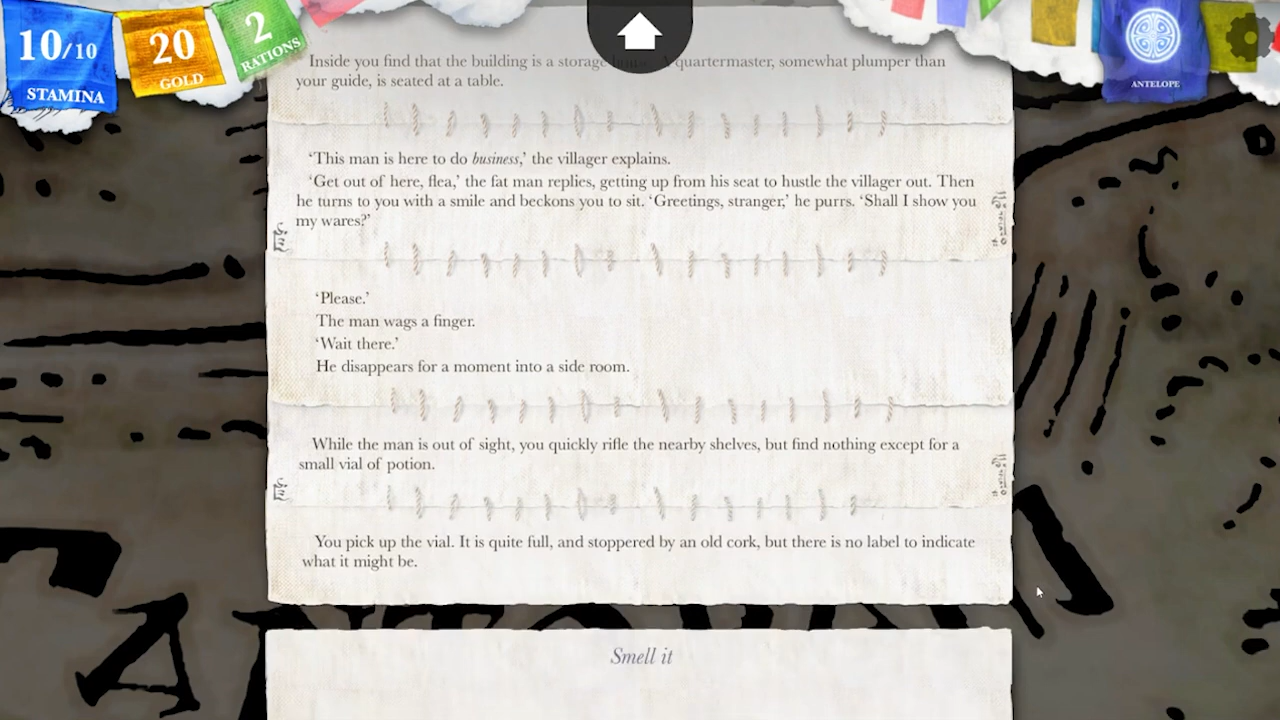 10/10
STAMINA
20
GOLD
2
RATIONS
ANTELOPE
Inside you find that the building is a storage quartermaster, somewhat plumper than
your guide, is seated at a table.
‘This man is here to do business,’ the villager explains.
‘Get out of here, flea,’ the fat man replies, getting up from his seat to hustle the villager out. Then
he turns to you with a smile and beckons you to sit. ‘Greetings, stranger,’ he purrs. ‘Shall I show you
my wares?’
‘Please.’
The man wags a finger.
‘Wait there.’
He disappears for a moment into a side room.
While the man is out of sight, you quickly rifle the nearby shelves, but find nothing except for a
small vial of potion.
You pick up the vial. It is quite full, and stoppered by an old cork, but there is no label to indicate
what it might be.
Smell it